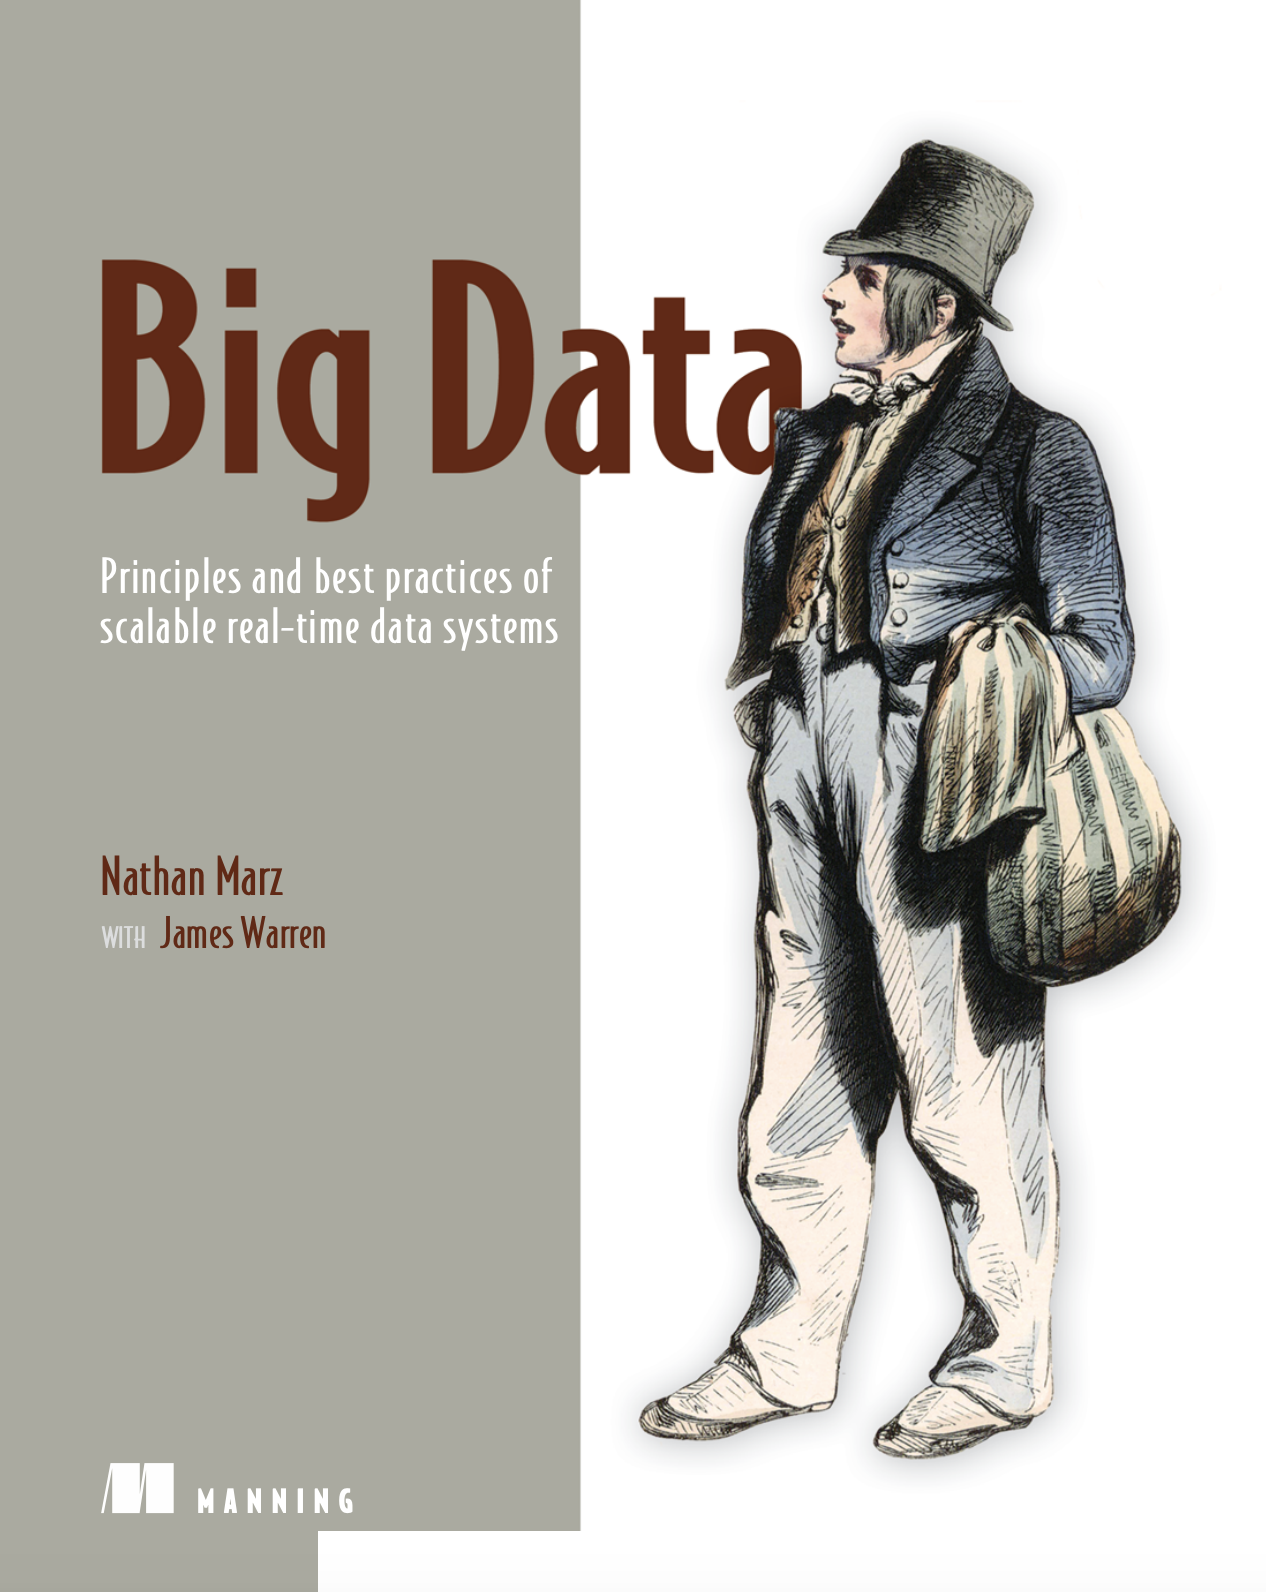 Big Data
Principles and best practices of
scalable real-time data systems
Nathan Marz
WITH James Warren
MANNING